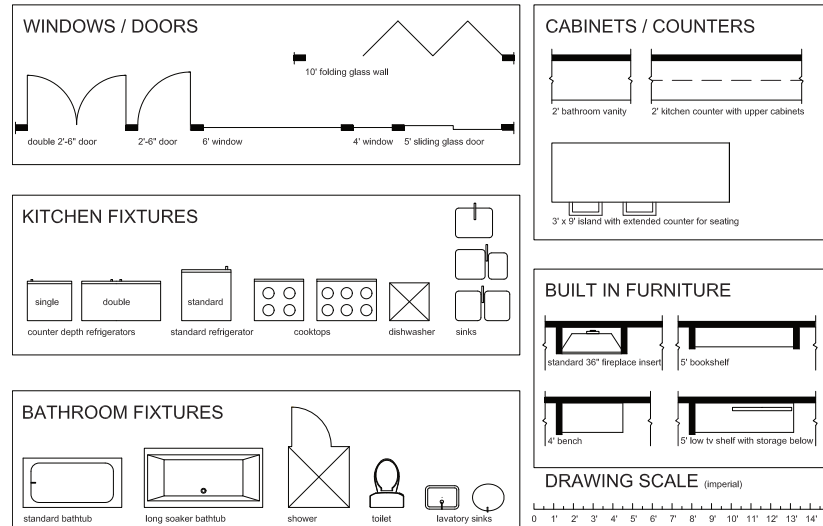 WINDOWS / DOORS
10' folding glass wall
double 2'-6" door
2'-6" door
6' window
4' window
5' sliding glass door
KITCHEN FIXTURES
single
double
standard
counter depth refrigerators
standard refrigerator
cooktops
dishwasher
sinks
BATHROOM FIXTURES
standard bathtub
long soaker bathtub
shower
toilet
lavatory sinks
CABINETS / COUNTERS
2' bathroom vanity
2' kitchen counter with upper cabinets
3' x 9' island with extended counter for seating
BUILT IN FURNITURE
standard 36" fireplace insert
5' bookshelf
4' bench
5' low tv shelf with storage below
DRAWING SCALE (imperial)
0 1' 2' 3' 4' 5' 6' 7' 8' 9' 10' 11' 12' 13' 14'